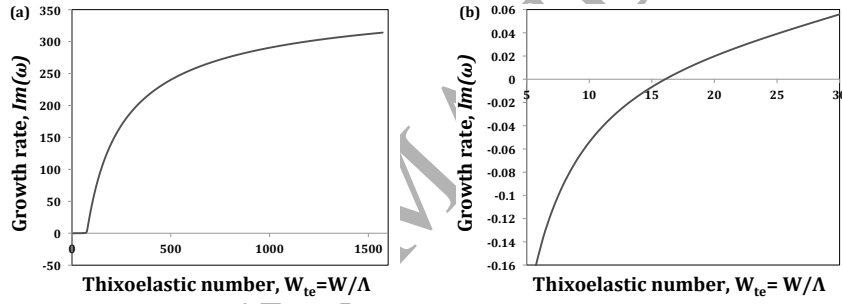 (a)
350
300
250
200
150
100
50
0
-50
0 500 1000 1500
Growth rate, Im(ω)
Thixoelastic number, Wte=W/Λ
(b)
0.06
0.04
0.02
0
-0.02
-0.04
-0.06
-0.08
-0.1
-0.12
-0.14
-0.16
5 10 15 20 25 30
Growth rate, Im(ω)
Thixoelastic number, Wte= W/Λ